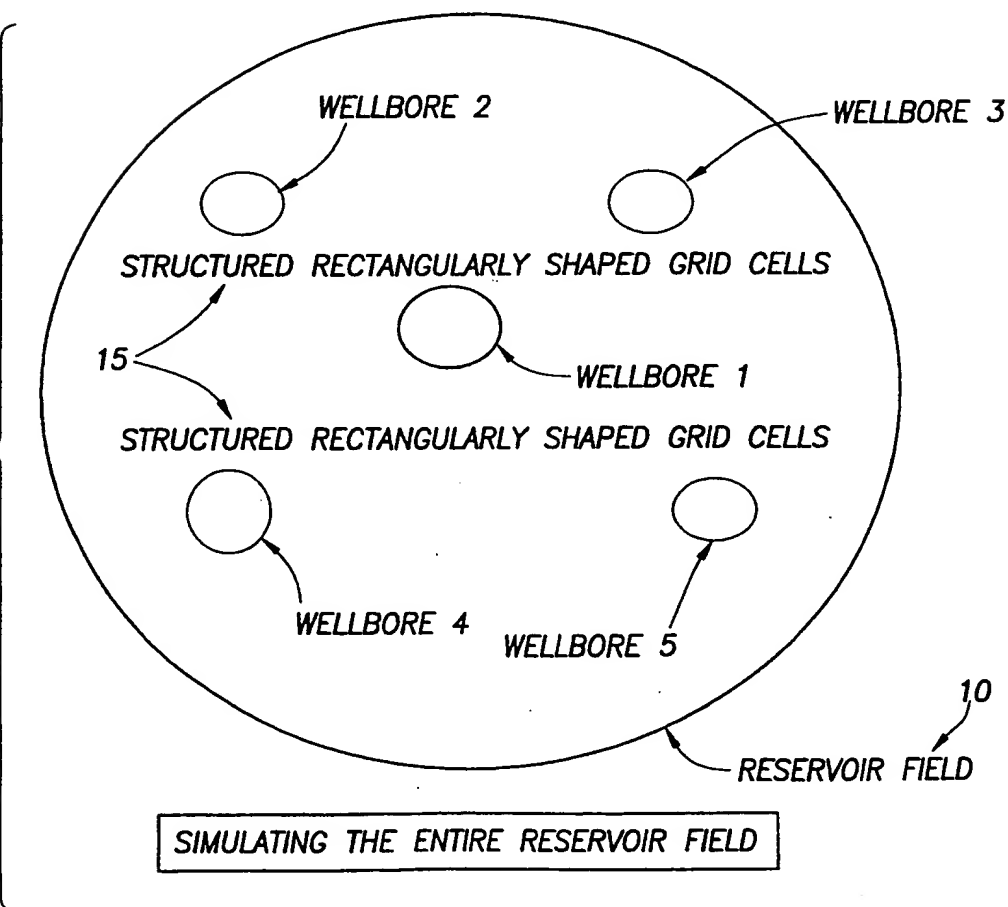 WELLBORE 2
WELLBORE 3
STRUCTURED RECTANGULARLY SHAPED GRID CELLS
15
WELLBORE 1
STRUCTURED RECTANGULARLY SHAPED GRID CELLS
WELLBORE 4
WELLBORE 5
10
RESERVOIR FIELD
SIMULATING THE ENTIRE RESERVOIR FIELD